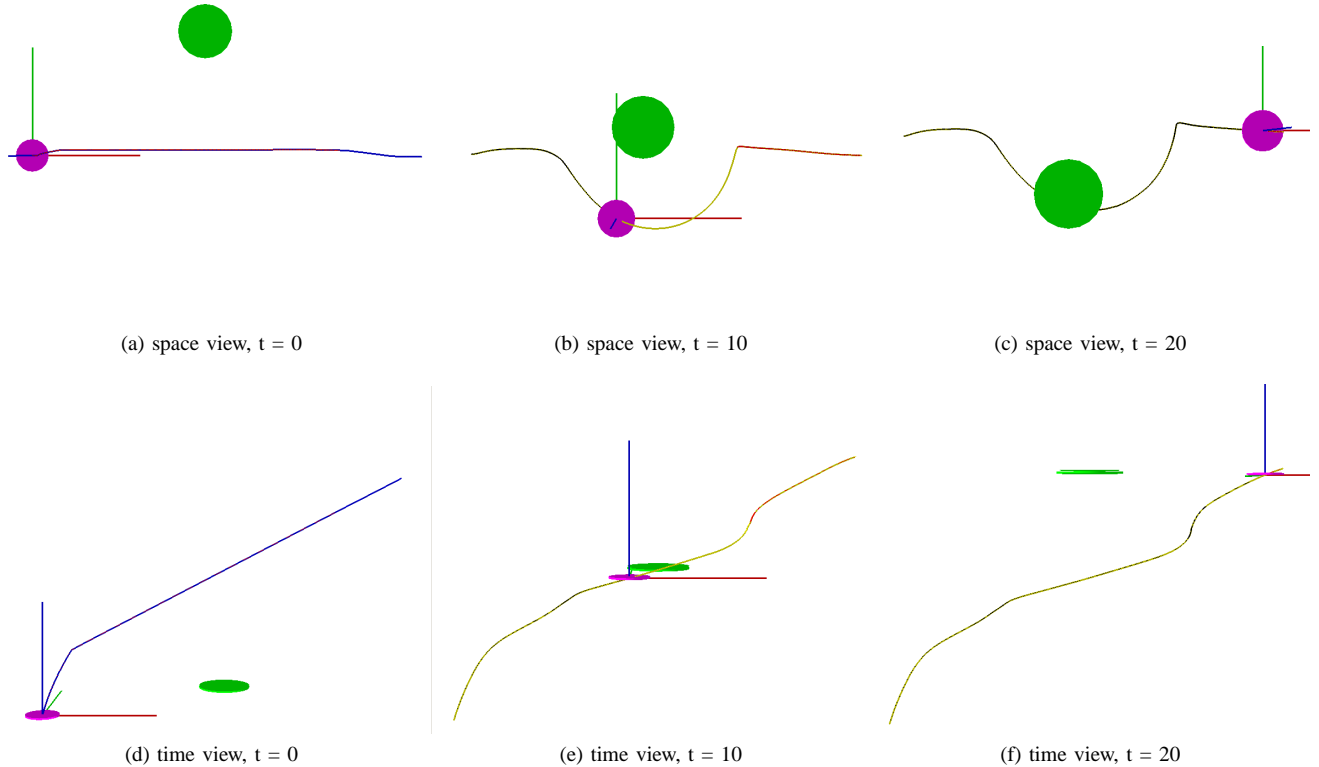 (a) space view, t = 0
(b) space view, t = 10
(c) space view, t = 20
(d) time view, t = 0
(e) time view, t = 10
(f) time view, t = 20